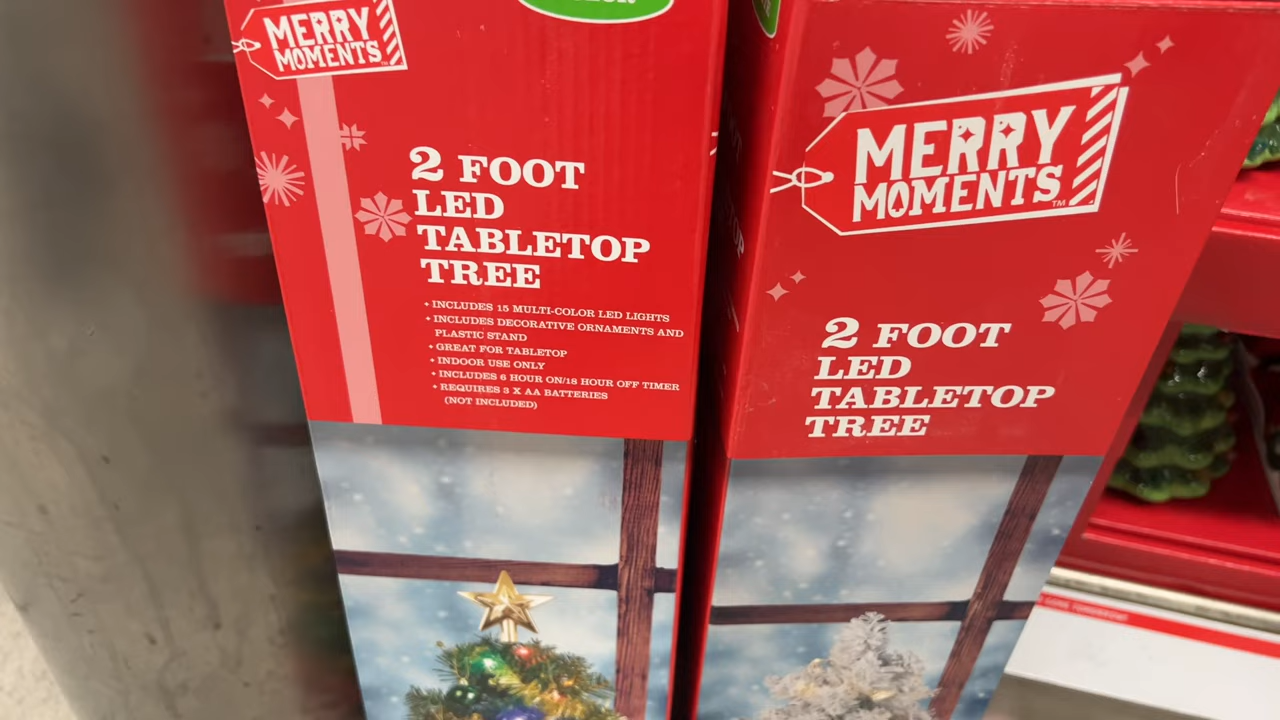 MERRY
MOMENTS™
2 FOOT
LED
TABLETOP
TREE
• INCLUDES 15 MULTI-COLOR LED LIGHTS
• INCLUDES DECORATIVE ORNAMENTS AND
PLASTIC STAND
• GREAT FOR TABLETOP
• INDOOR USE ONLY
• INCLUDES 6 HOUR ON/18 HOUR OFF TIMER
• REQUIRES 3 X AA BATTERIES
(NOT INCLUDED)
MERRY
MOMENTS™
2 FOOT
LED
TABLETOP
TREE